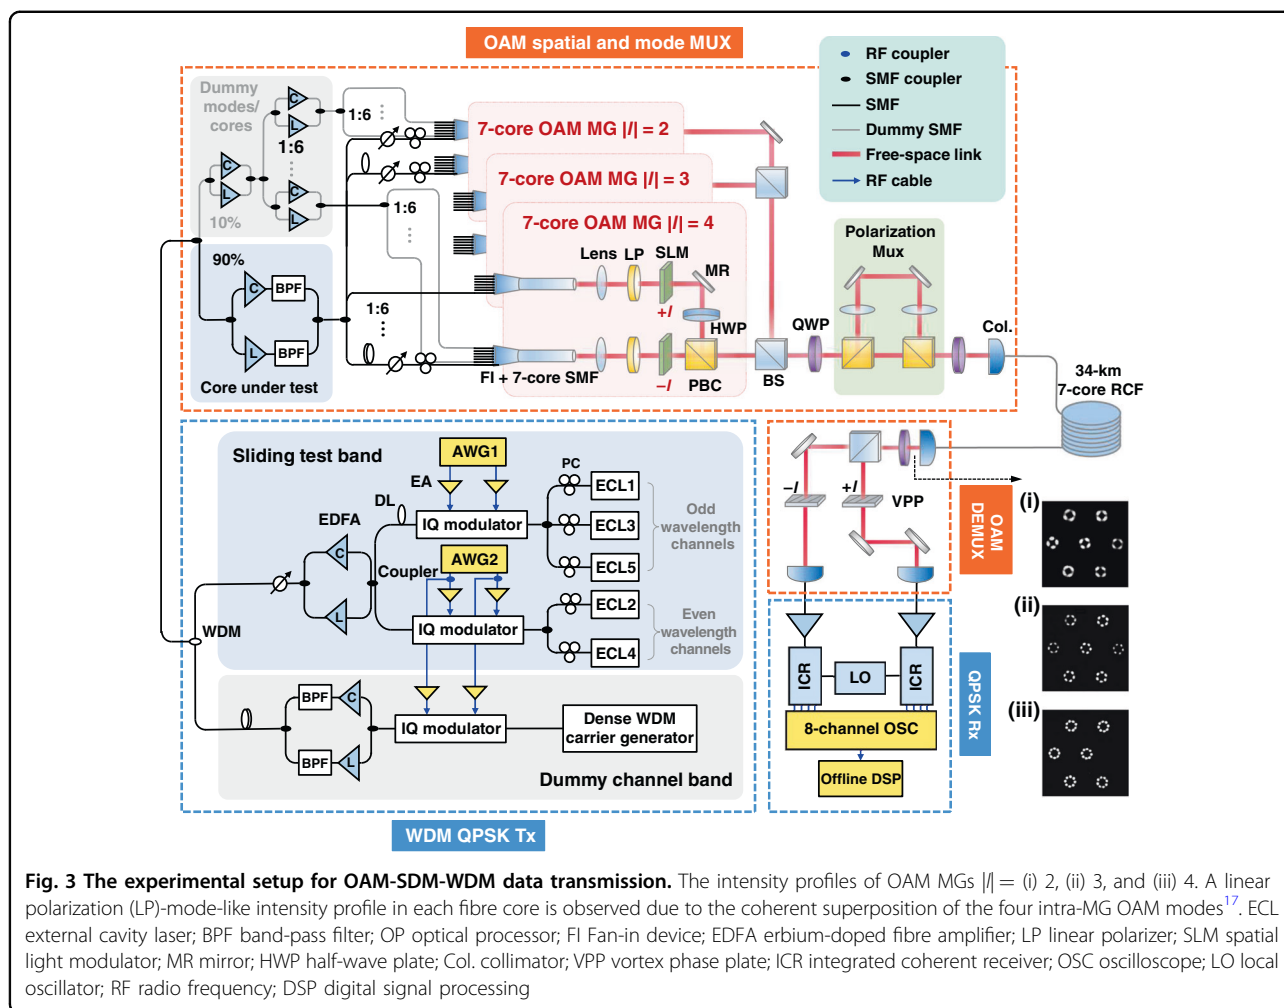 OAM spatial and mode MUX
RF coupler
SMF coupler
SMF
Dummy SMF
Free-space link
RF cable
Dummy
modes/
cores
C
L
1:6
C
L
10%
C
L
1:6
1:6
7-core OAM MG |l| = 2
7-core OAM MG |l| = 3
7-core OAM MG |l| = 4
90%
C
BPF
L
BPF
Core under test
1:6
Lens
LP
SLM
MR
+l
HWP
–l
PBC
FI + 7-core SMF
BS
QWP
Polarization
Mux
Col.
34-km
7-core RCF
Sliding test band
AWG1
EA
DL
IQ modulator
PC
ECL1
ECL3
ECL5
Odd
wavelength
channels
EDFA
C
L
Coupler
AWG2
IQ modulator
ECL2
ECL4
Even
wavelength
channels
WDM
BPF
C
BPF
L
IQ modulator
Dense WDM
carrier generator
Dummy channel band
WDM QPSK Tx
–l
+l
VPP
OAM
DEMUX
ICR
LO
ICR
8-channel OSC
Offline DSP
QPSK Rx
(i)
(ii)
(iii)
Fig. 3 The experimental setup for OAM-SDM-WDM data transmission. The intensity profiles of OAM MGs |l| = (i) 2, (ii) 3, and (iii) 4. A linear
polarization (LP)-mode-like intensity profile in each fibre core is observed due to the coherent superposition of the four intra-MG OAM modes17. ECL
external cavity laser; BPF band-pass filter; OP optical processor; FI Fan-in device; EDFA erbium-doped fibre amplifier; LP linear polarizer; SLM spatial
light modulator; MR mirror; HWP half-wave plate; Col. collimator; VPP vortex phase plate; ICR integrated coherent receiver; OSC oscilloscope; LO local
oscillator; RF radio frequency; DSP digital signal processing